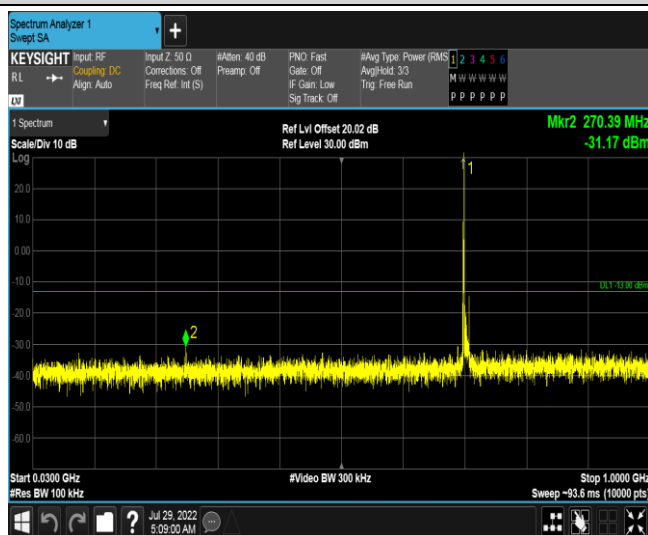 Spectrum Analyzer 1
Swept SA
+
KEYSIGHT
RL
LXI
Input: RF
Coupling: DC
Align: Auto
Input Z: 50 Ω
Corrections: Off
Freq Ref: Int (S)
#Atten: 40 dB
Preamp: Off
PNO: Fast
Gate: Off
IF Gain: Low
Sig Track: Off
#Avg Type: Power (RMS
Avg|Hold: 3/3
Trig: Free Run
1 2 3 4 5 6
M W W W W W
P P P P P P
1 Spectrum
Scale/Div 10 dB
Ref Lvl Offset 20.02 dB
Ref Level 30.00 dBm
Mkr2 270.39 MHz
-31.17 dBm
Log
1
20.0
10.0
0.00
-10.0
DL1 -13.00 dBm
-20.0
2
-30.0
-40.0
-50.0
-60.0
Start 0.0300 GHz
#Res BW 100 kHz
#Video BW 300 kHz
Stop 1.0000 GHz
Sweep ~93.6 ms (10000 pts)
?
Jul 29, 2022
5:09:00 AM